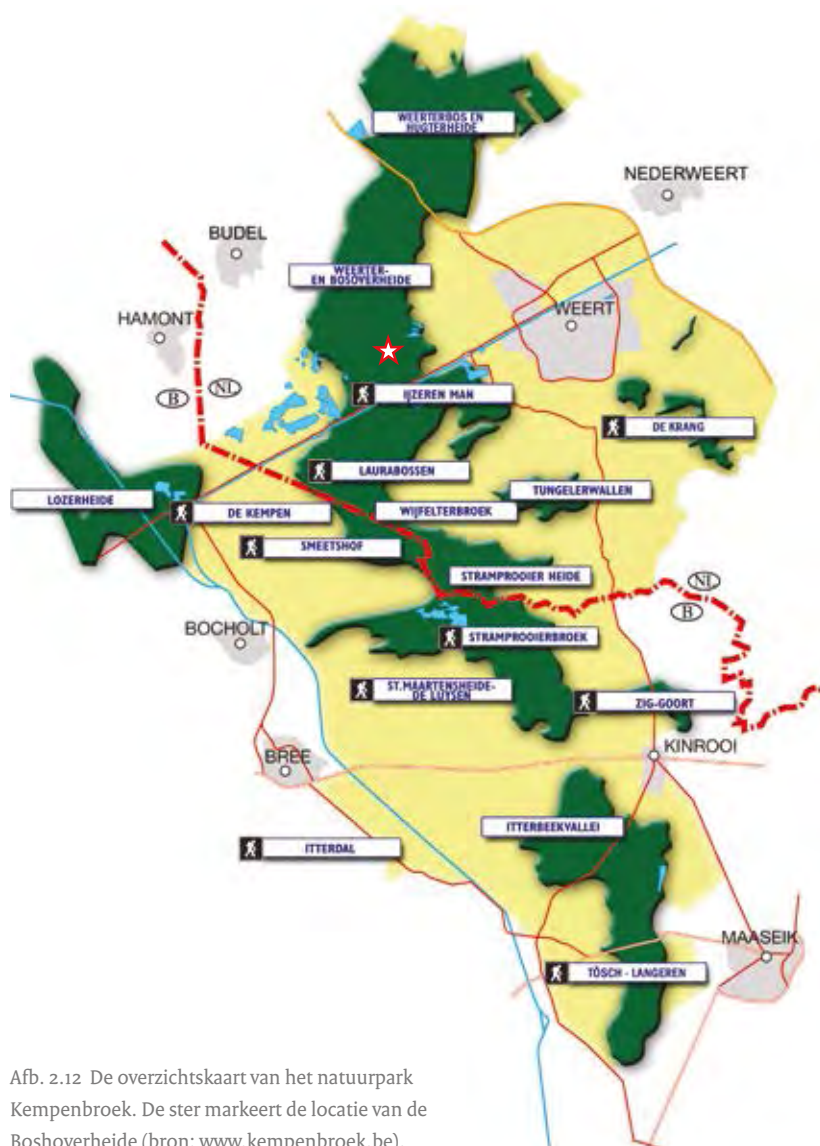 WEERTERBOS EN
HUGTERHEIDE
NEDERWEERT
BUDEL
WEERTER-
EN BOSOVERHEIDE
HAMONT
WEERT
B
NL
IJZEREN MAN
DE KRANG
LAURABOSSEN
LOZERHEIDE
TUNGELERWALLEN
DE KEMPEN
WIJFELTERBROEK
SMEETSHOF
STRAMPROOIER HEIDE
NL
B
BOCHOLT
STRAMPROOIERBROEK
ST.MAARTENSHEIDE-
DE LUYSEN
ZIG-GOORT
KINROOI
BREE
ITTERBEEKVALLEI
ITTERDAL
MAASEIK
TÖSCH - LANGEREN
Afb. 2.12 De overzichtskaart van het natuurpark
Kempenbroek. De ster markeert de locatie van de
Boshoverheide (bron: www.kempenbroek.be)